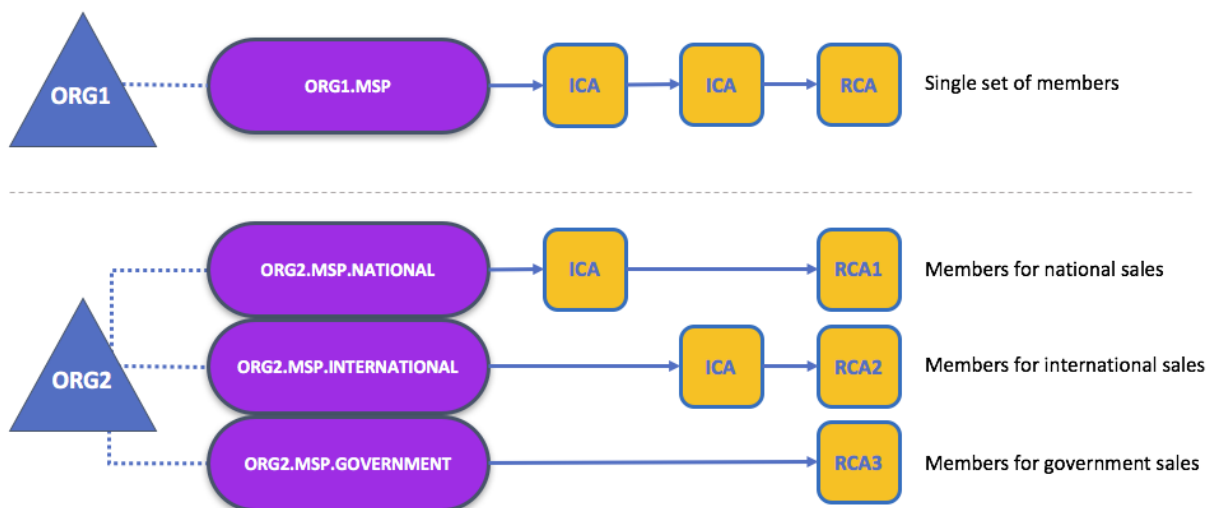 ORG1
ORG1.MSP
ICA
ICA
RCA
Single set of members
ORG2
ORG2.MSP.NATIONAL
ICA
RCA1
Members for national sales
ORG2.MSP.INTERNATIONAL
ICA
RCA2
Members for international sales
ORG2.MSP.GOVERNMENT
RCA3
Members for government sales